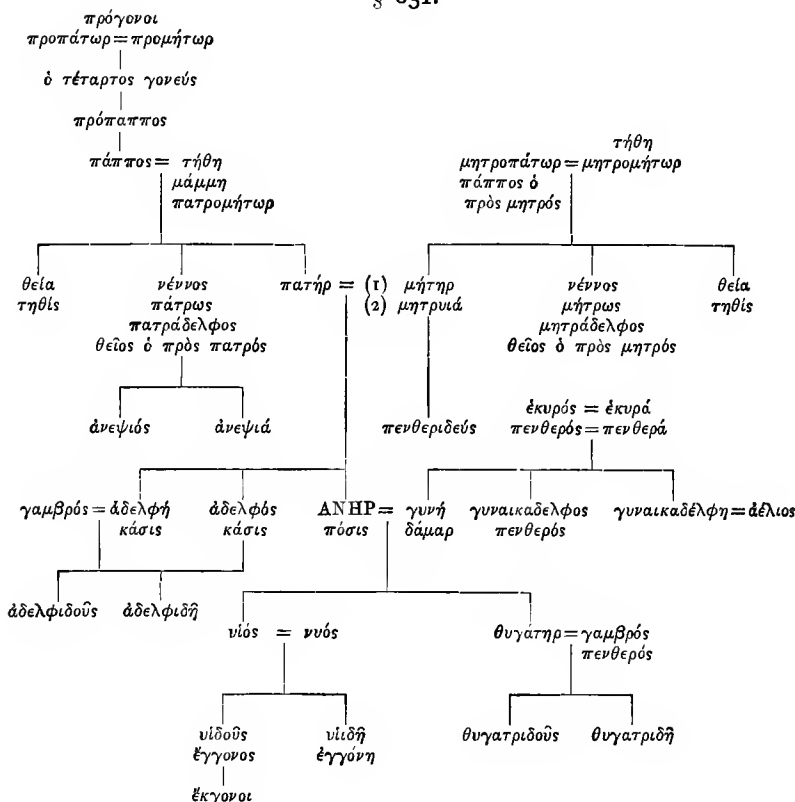 § 631.
πρόγονοι
προπάτωρ = προμήτωρ
ὁ τέταρτος γονεύς
πρόπαππος
πάππος = τήθη
μάμμη
πατρομήτωρ
τήθη
μητροπάτωρ = μητρομήτωρ
πάππος ὁ
πρὸς μητρός
θεία
τηθίς
νέννος
πάτρως
πατράδελφος
θεῖος ὁ πρὸς πατρός
πατήρ = (1) μήτηρ
(2) μητρυιά
νέννος
μήτρως
μητράδελφος
θεῖος ὁ πρὸς μητρός
θεία
τηθίς
ἀνεψιός
ἀνεψιά
πενθεριδεύς
ἑκυρός = ἑκυρά
πενθερός = πενθερά
γαμβρός = ἀδελφή
κάσις
ἀδελφός
κάσις
ΑΝΗΡ = γυνή
πόσις δάμαρ
γυναικαδελφος
πενθερός
γυναικαδέλφη = ἀέλιος
ἀδελφιδοῦς
ἀδελφιδῆ
υἱός = νυός
θυγάτηρ = γαμβρός
πενθερός
υἱδοῦς
ἔγγονος
υἱιδῆ
ἐγγόνη
θυγατριδοῦς
θυγατριδῆ
ἔκγονοι